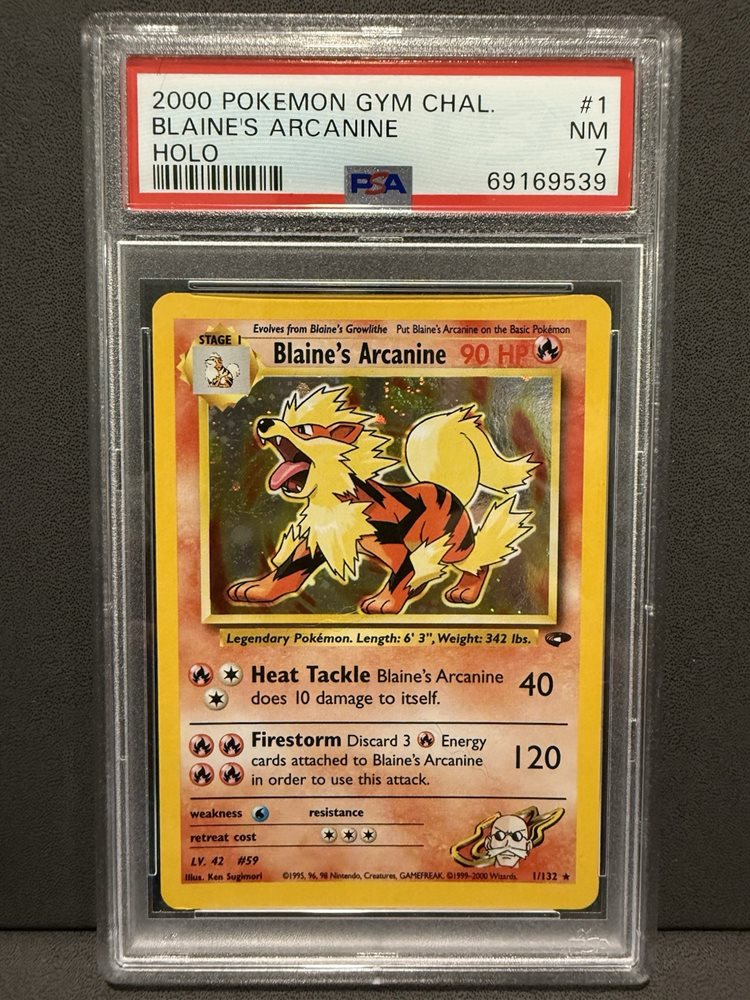 2000 POKEMON GYM CHAL. #1
BLAINE'S ARCANINE NM
HOLO 7
PSA 69169539
Evolves from Blaine's Growlithe Put Blaine's Arcanine on the Basic Pokémon
STAGE 1
Blaine's Arcanine 90 HP
Legendary Pokémon. Length: 6' 3", Weight: 342 lbs.
Heat Tackle Blaine's Arcanine
does 10 damage to itself. 40
Firestorm Discard 3 Energy
cards attached to Blaine's Arcanine 120
in order to use this attack.
weakness resistance
retreat cost
LV. 42 #59
Illus. Ken Sugimori ©1995, 96, 98 Nintendo, Creatures, GAMEFREAK. ©1999-2000 Wizards. 1/132 ★